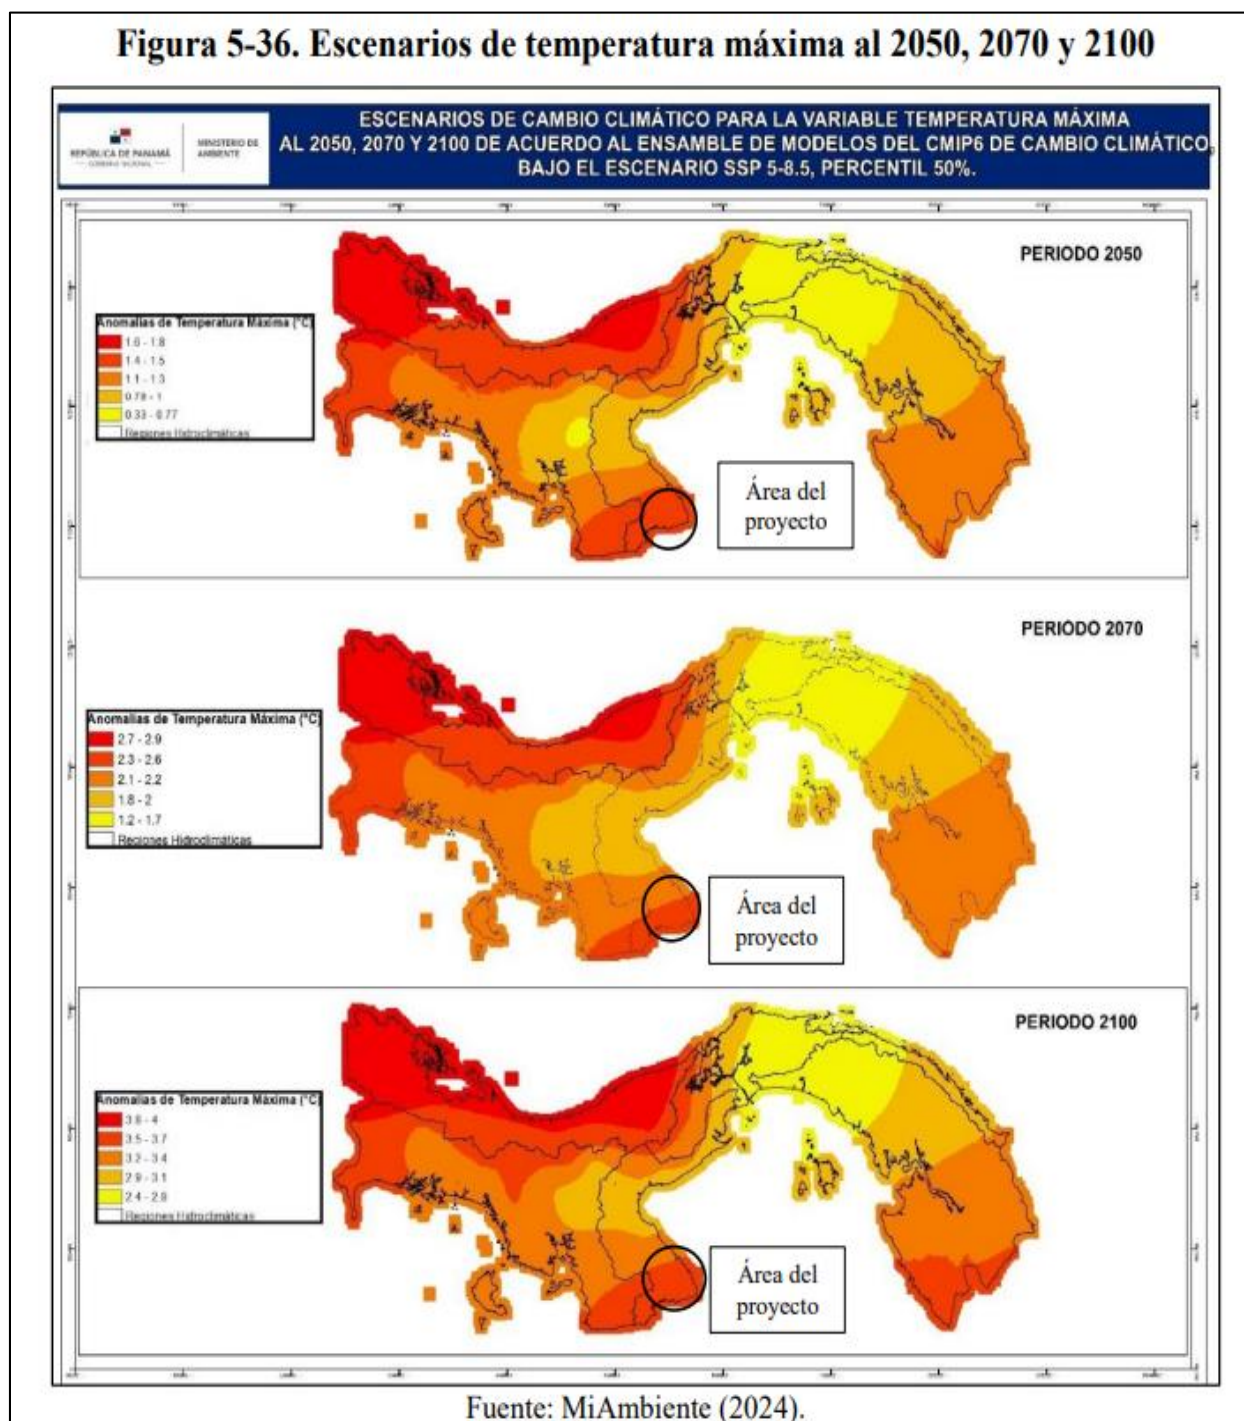 Figura 5-36. Escenarios de temperatura máxima al 2050, 2070 y 2100
REPÚBLICA DE PANAMÁ
MINISTERIO DE
AMBIENTE
ESCENARIOS DE CAMBIO CLIMÁTICO PARA LA VARIABLE TEMPERATURA MÁXIMA
AL 2050, 2070 Y 2100 DE ACUERDO AL ENSAMBLE DE MODELOS DEL CMIP6 DE CAMBIO CLIMÁTICO,
BAJO EL ESCENARIO SSP 5-8.5, PERCENTIL 50%.
PERIODO 2050
Anomalías de Temperatura Máxima (°C)
1.6 - 1.8
1.4 - 1.5
1.1 - 1.3
0.78 - 1
0.33 - 0.77
Regiones Hidroclimáticas
Área del
proyecto
PERIODO 2070
Anomalías de Temperatura Máxima (°C)
2.7 - 2.9
2.3 - 2.6
2.1 - 2.2
1.8 - 2
1.2 - 1.7
Regiones Hidroclimáticas
Área del
proyecto
PERIODO 2100
Anomalías de Temperatura Máxima (°C)
3.8 - 4
3.5 - 3.7
3.2 - 3.4
2.9 - 3.1
2.4 - 2.8
Regiones Hidroclimáticas
Área del
proyecto
Fuente: MiAmbiente (2024).